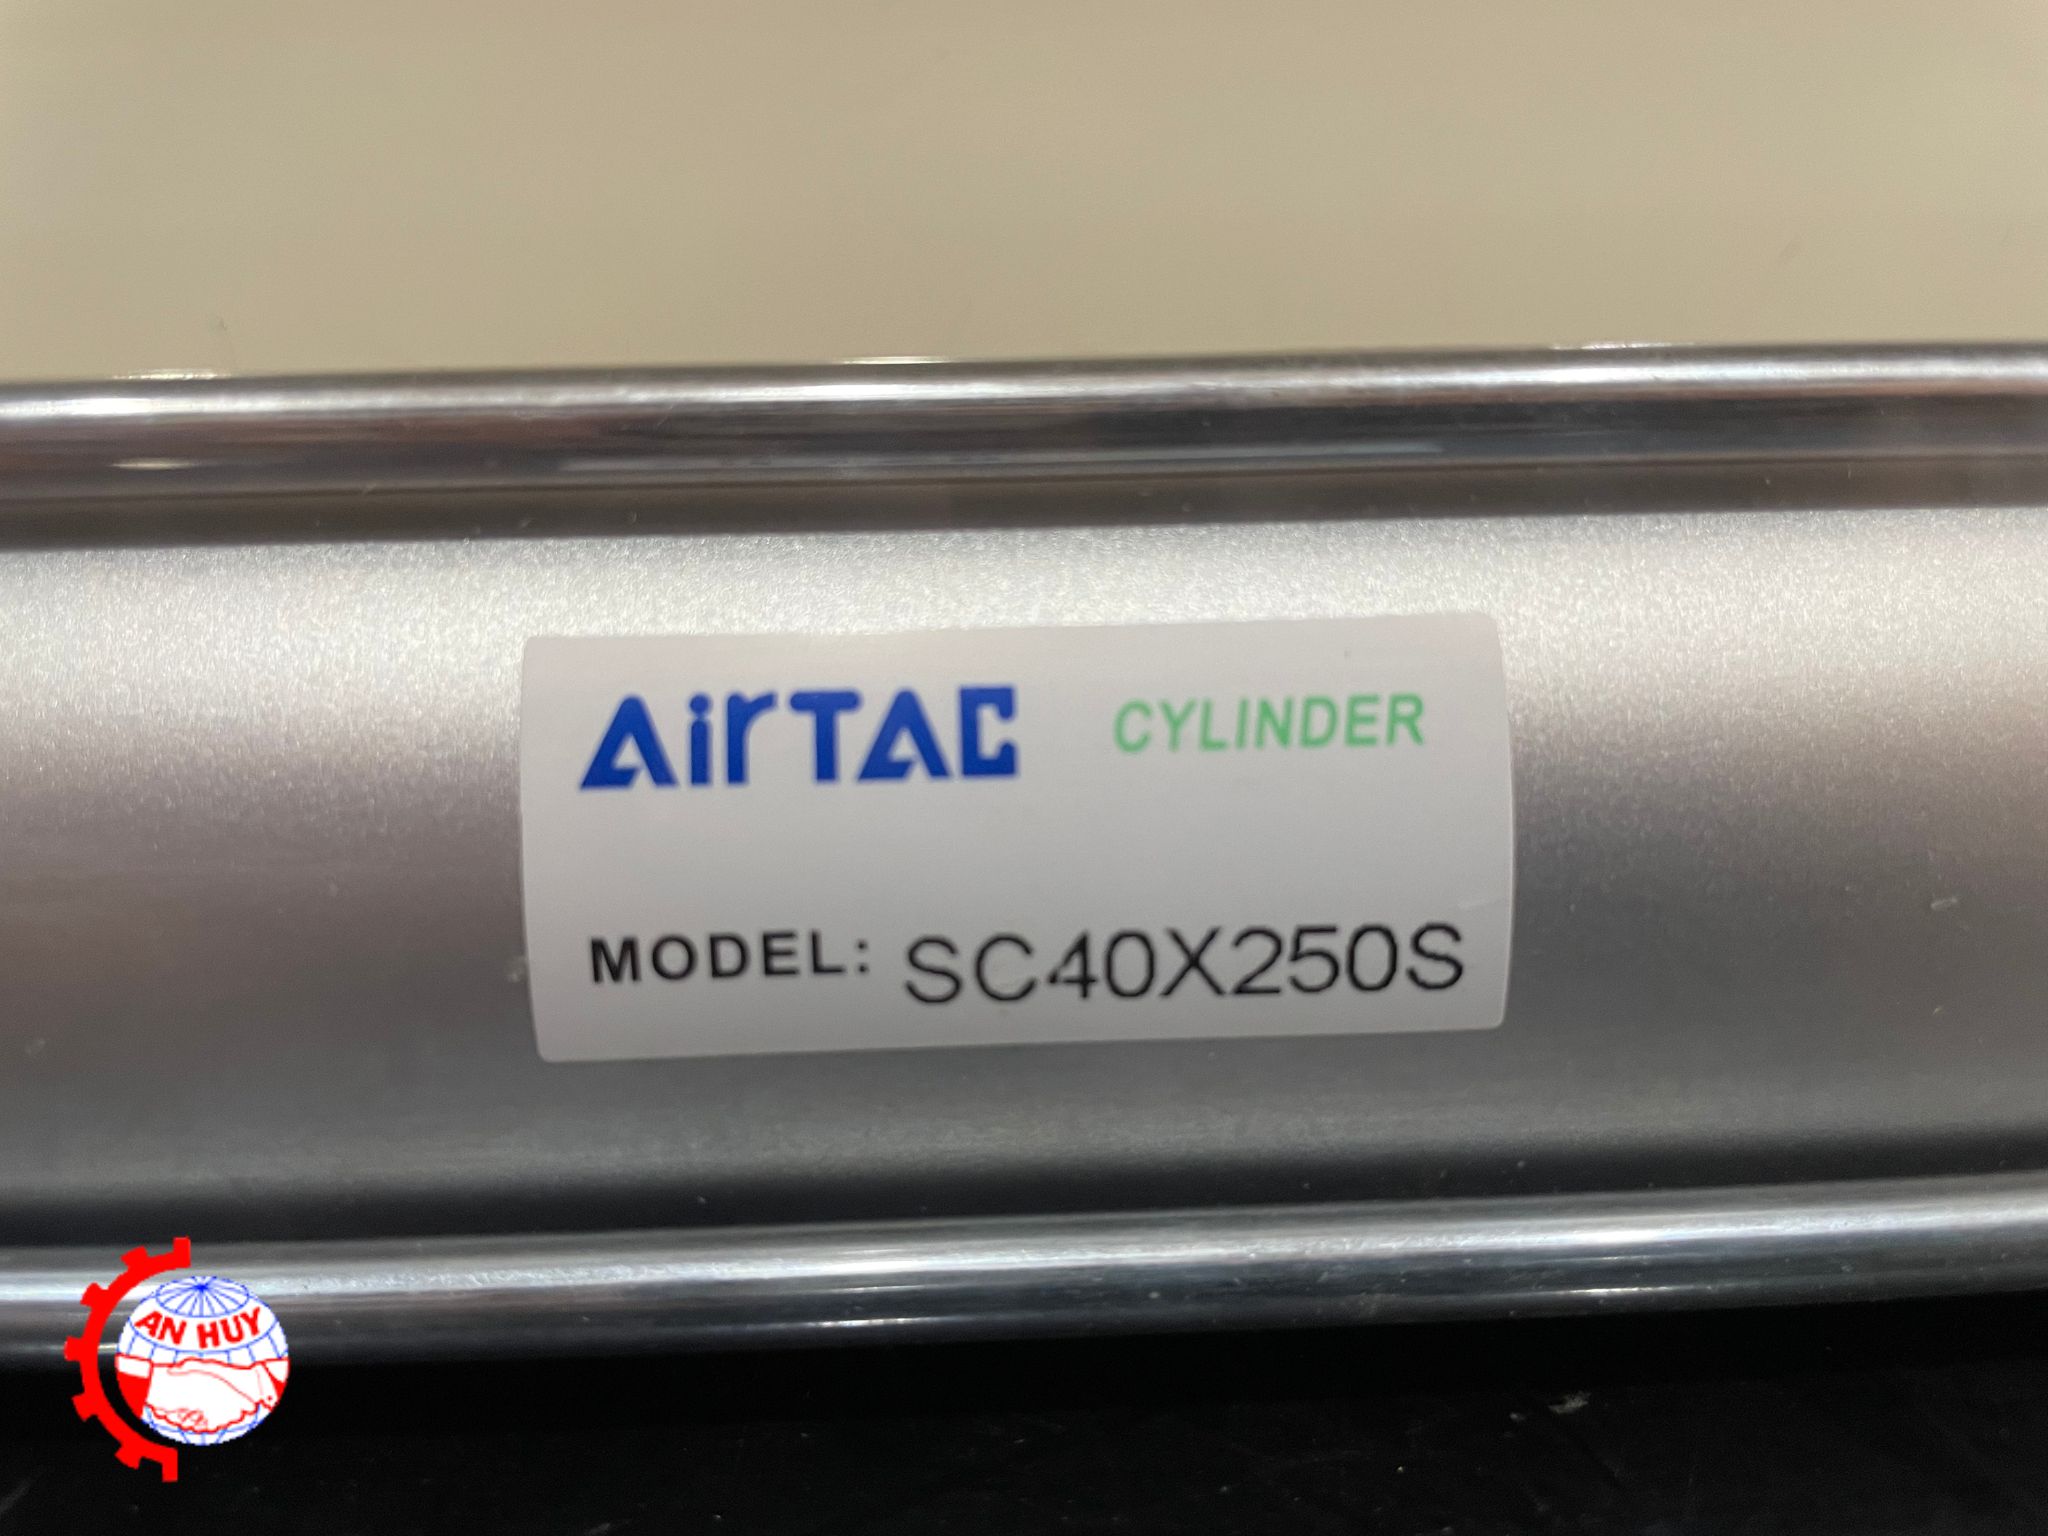 AirTAC CYLINDER
MODEL: SC40X250S
AN HUY